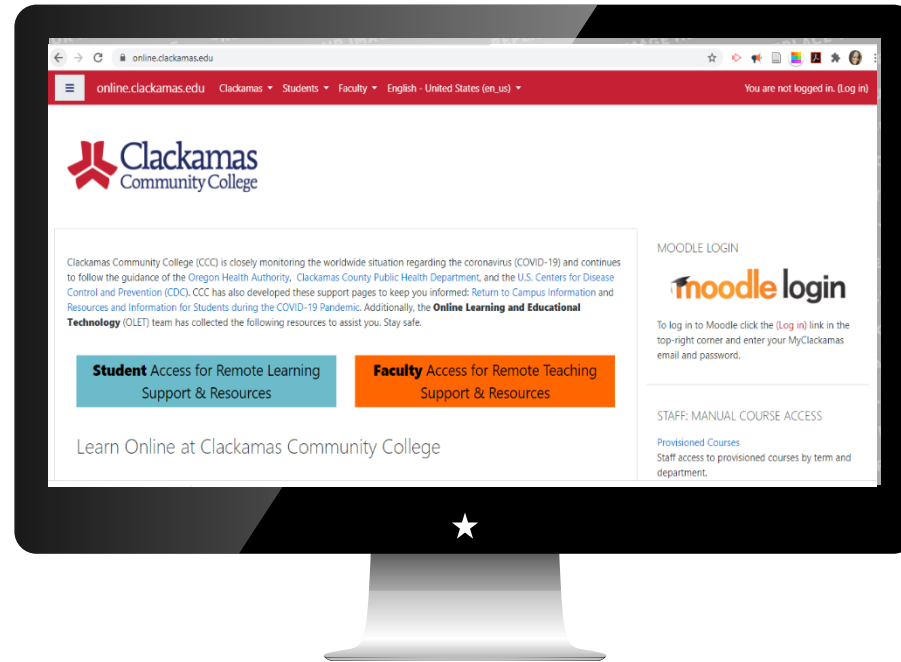 online.clackamas.edu
online.clackamas.edu Clackamas Students Faculty English - United States (en_us) You are not logged in. (Log in)
Clackamas
Community College
Clackamas Community College (CCC) is closely monitoring the worldwide situation regarding the coronavirus (COVID-19) and continues
to follow the guidance of the Oregon Health Authority, Clackamas County Public Health Department, and the U.S. Centers for Disease
Control and Prevention (CDC). CCC has also developed these support pages to keep you informed: Return to Campus Information and
Resources and Information for Students during the COVID-19 Pandemic. Additionally, the Online Learning and Educational
Technology (OLET) team has collected the following resources to assist you. Stay safe.
Student Access for Remote Learning
Support & Resources
Faculty Access for Remote Teaching
Support & Resources
Learn Online at Clackamas Community College
MOODLE LOGIN
moodle login
To log in to Moodle click the (Log in) link in the
top-right corner and enter your MyClackamas
email and password.
STAFF: MANUAL COURSE ACCESS
Provisioned Courses
Staff access to provisioned courses by term and
department.